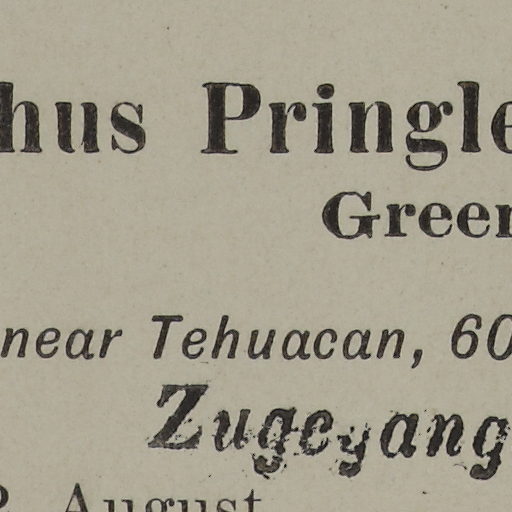 hus Pringle
Green
near Tehuacan, 60
Zugegang
August